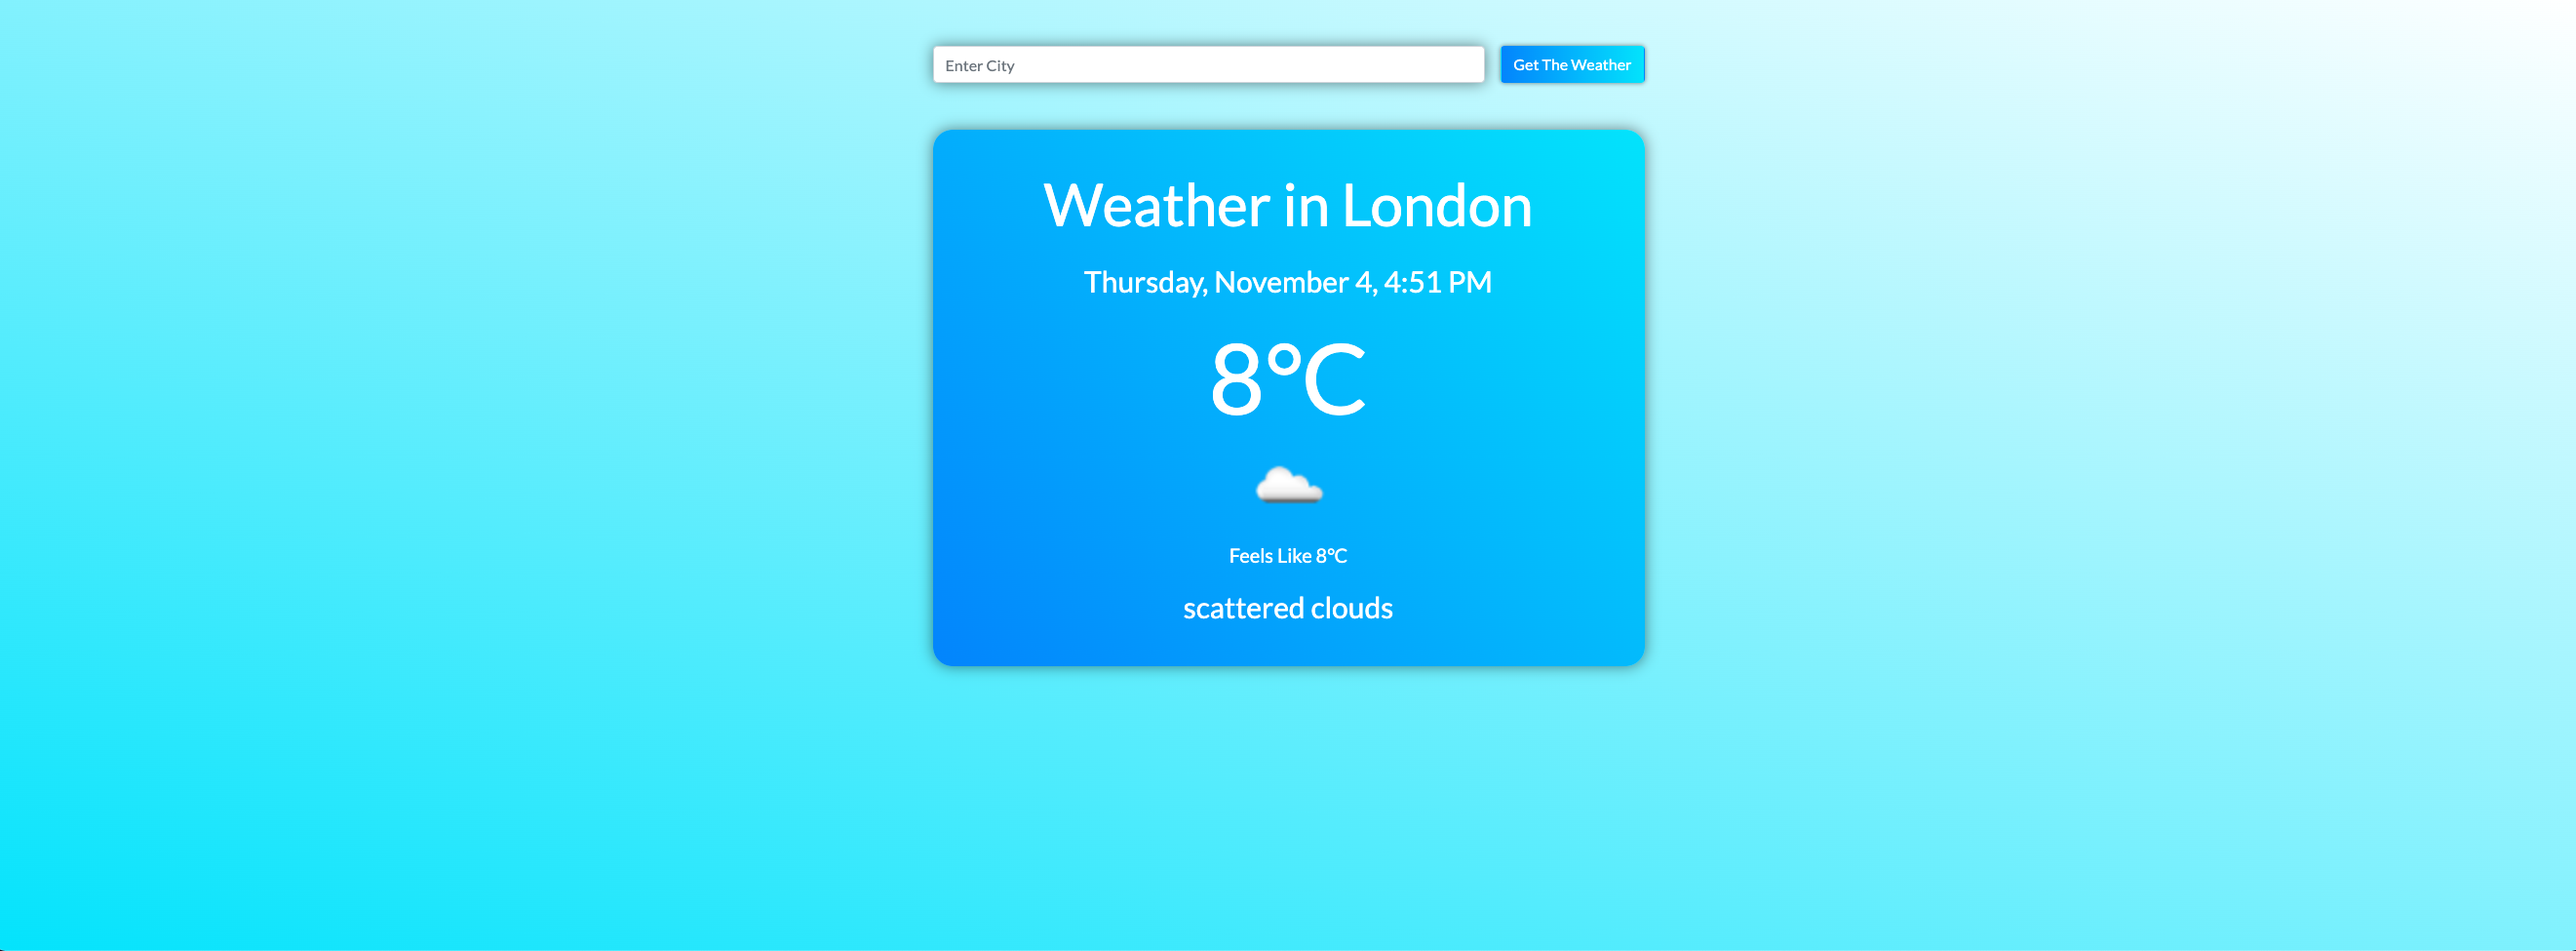 Enter City
Get The Weather
Weather in London
Thursday, November 4, 4:51 PM
8°C
Feels Like 8°C
scattered clouds